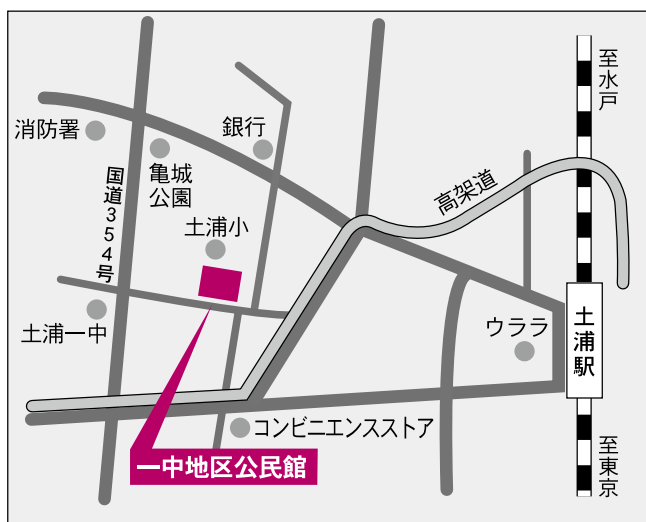 至水戸
消防署
銀行
亀城
公園
国道354号
高架道
土浦小
土浦一中
ウララ
土浦駅
コンビニエンスストア
一中地区公民館
至東京